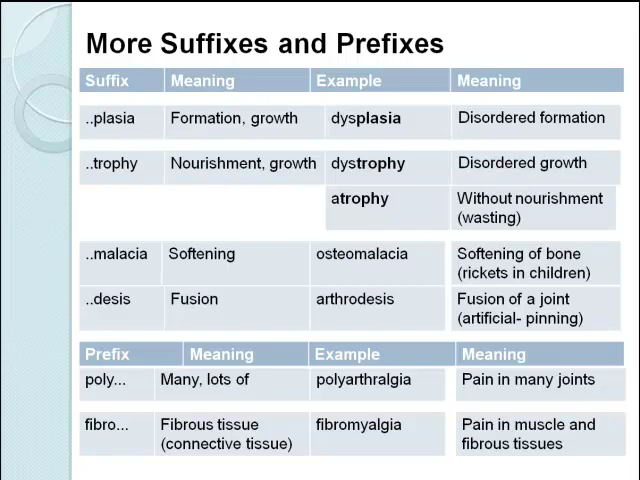 More Suffixes and Prefixes
Suffix Meaning Example Meaning
..plasia Formation, growth dysplasia Disordered formation
..trophy Nourishment, growth dystrophy Disordered growth
atrophy Without nourishment
(wasting)
..malacia Softening osteomalacia Softening of bone
(rickets in children)
..desis Fusion arthrodesis Fusion of a joint
(artificial- pinning)
Prefix Meaning Example Meaning
poly... Many, lots of polyarthralgia Pain in many joints
fibro... Fibrous tissue fibromyalgia Pain in muscle and
(connective tissue) fibrous tissues